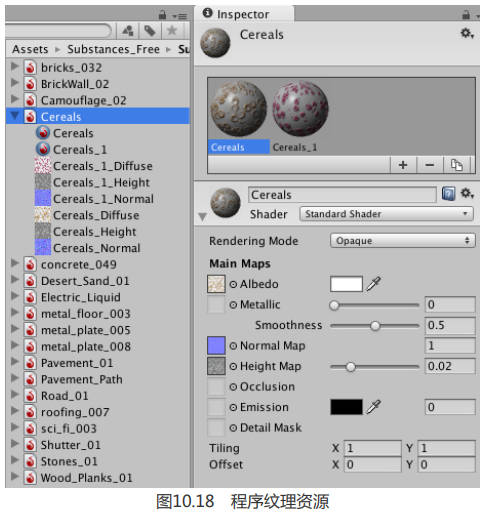 Assets ▸ Substances_Free ▸ Su
bricks_032
BrickWall_02
Camouflage_02
Cereals
Cereals
Cereals_1
Cereals_1_Diffuse
Cereals_1_Height
Cereals_1_Normal
Cereals_Diffuse
Cereals_Height
Cereals_Normal
concrete_049
Desert_Sand_01
Electric_Liquid
metal_floor_003
metal_plate_005
metal_plate_008
Pavement_01
Pavement_Path
Road_01
roofing_007
sci_fi_003
Shutter_01
Stones_01
Wood_Planks_01
Inspector
Cereals
Cereals Cereals_1
Cereals
Shader Standard Shader
Rendering Mode Opaque
Main Maps
Albedo
Metallic 0
Smoothness 0.5
Normal Map 1
Height Map 0.02
Occlusion
Emission 0
Detail Mask
Tiling X 1 Y 1
Offset X 0 Y 0
图10.18 程序纹理资源